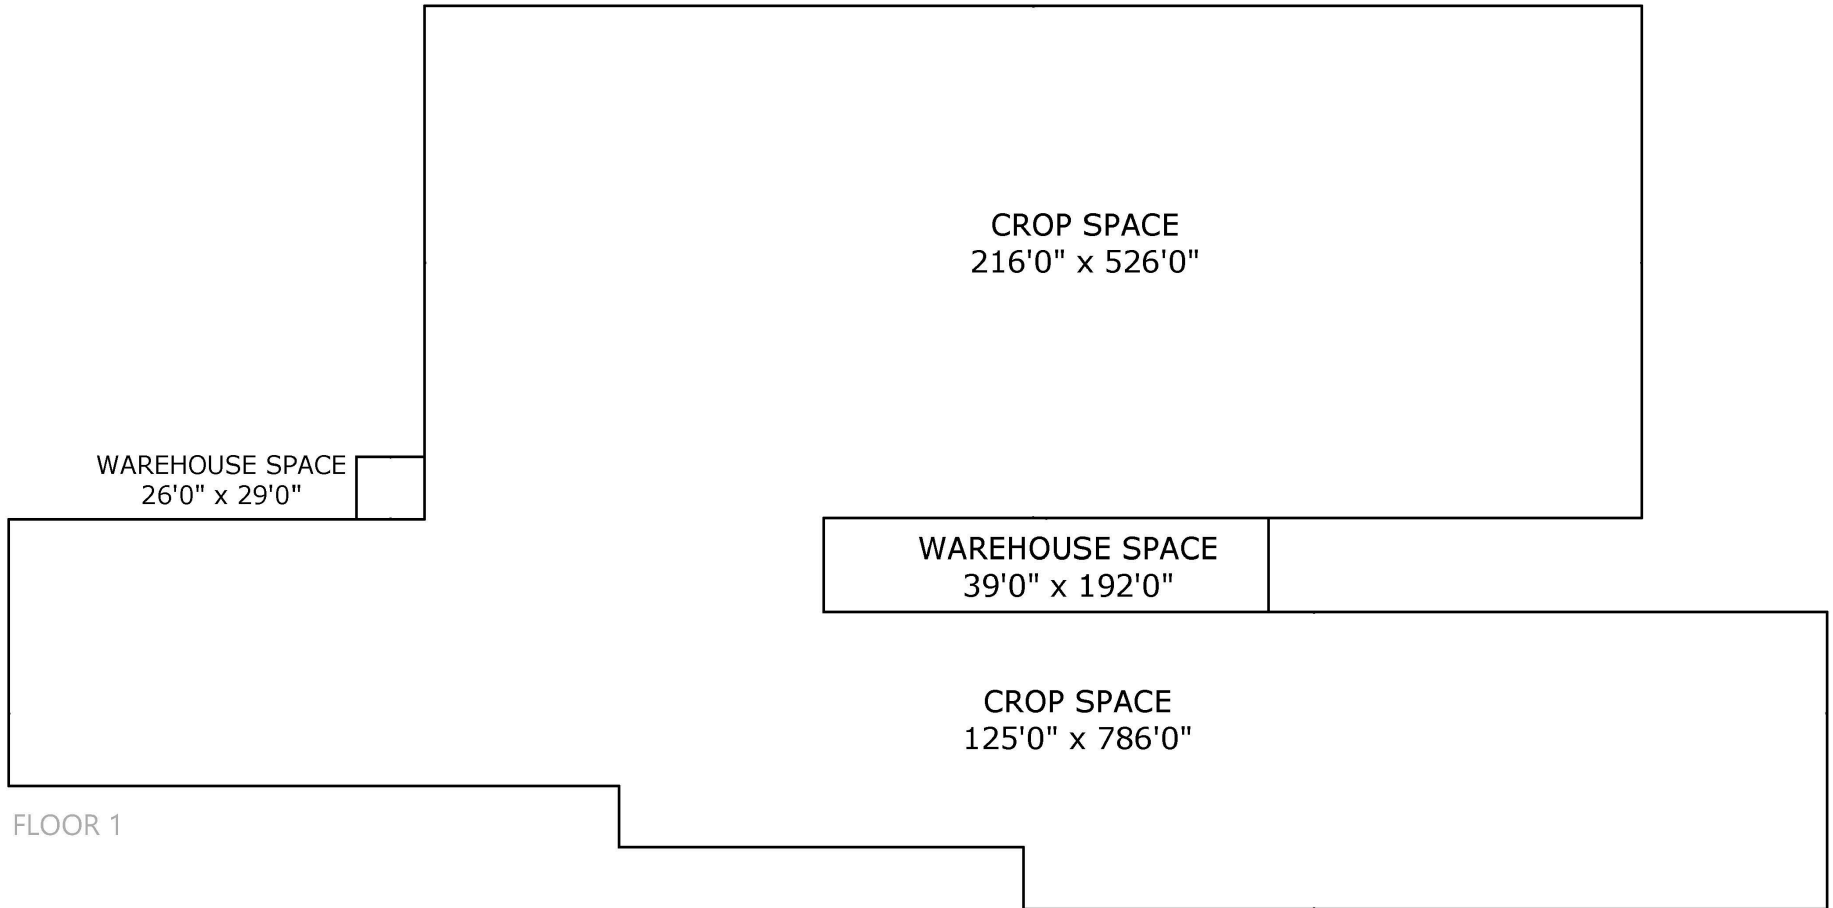 CROP SPACE
216'0" x 526'0"
WAREHOUSE SPACE
26'0" x 29'0"
WAREHOUSE SPACE
39'0" x 192'0"
CROP SPACE
125'0" x 786'0"
FLOOR 1